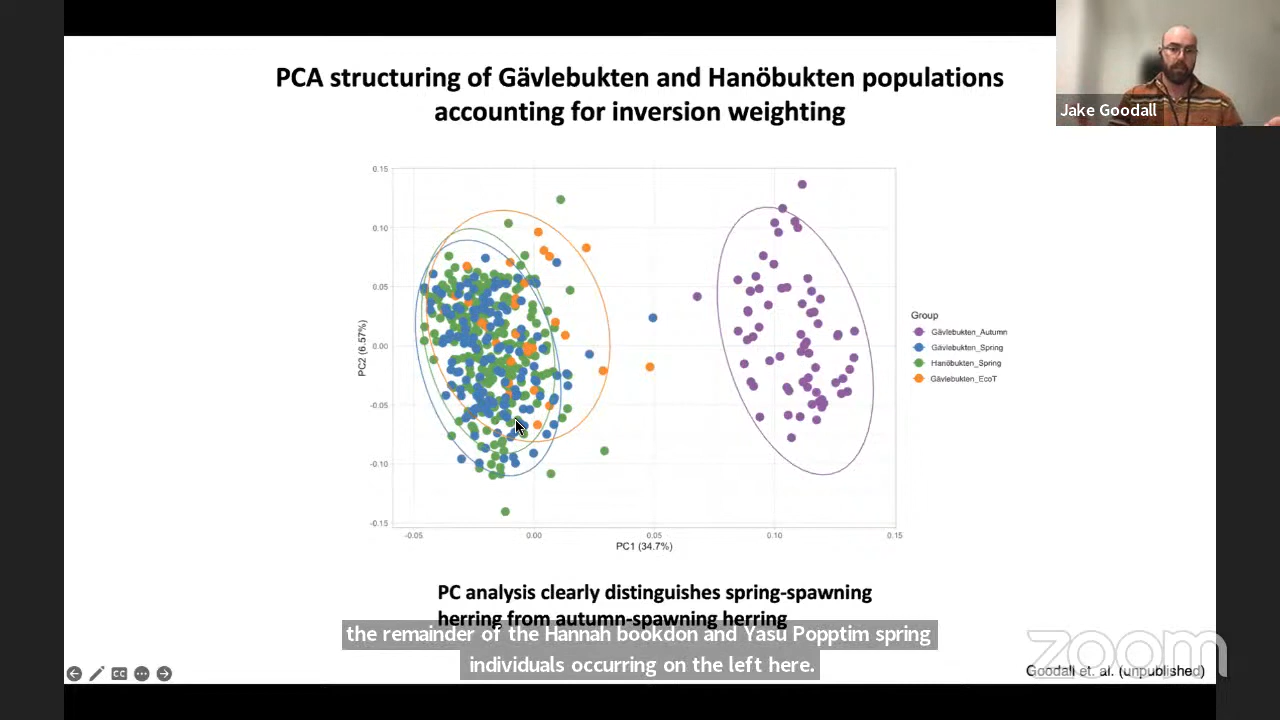 PCA structuring of Gävlebukten and Hanöbukten populations
accounting for inversion weighting
Jake Goodall
0.15
0.10
0.05
0.00
-0.05
-0.10
-0.15
PC2 (6.57%)
-0.05
0.00
0.05
0.10
0.15
PC1 (34.7%)
Group
Gävlebukten_Autumn
Gävlebukten_Spring
Hanöbukten_Spring
Gävlebukten_EcoT
PC analysis clearly distinguishes spring-spawning
herring from autumn-spawning herring
the remainder of the Hannah bookdon and Yasu Popptim spring
individuals occurring on the left here.
zoom
Goodall et. al. (unpublished)
CC